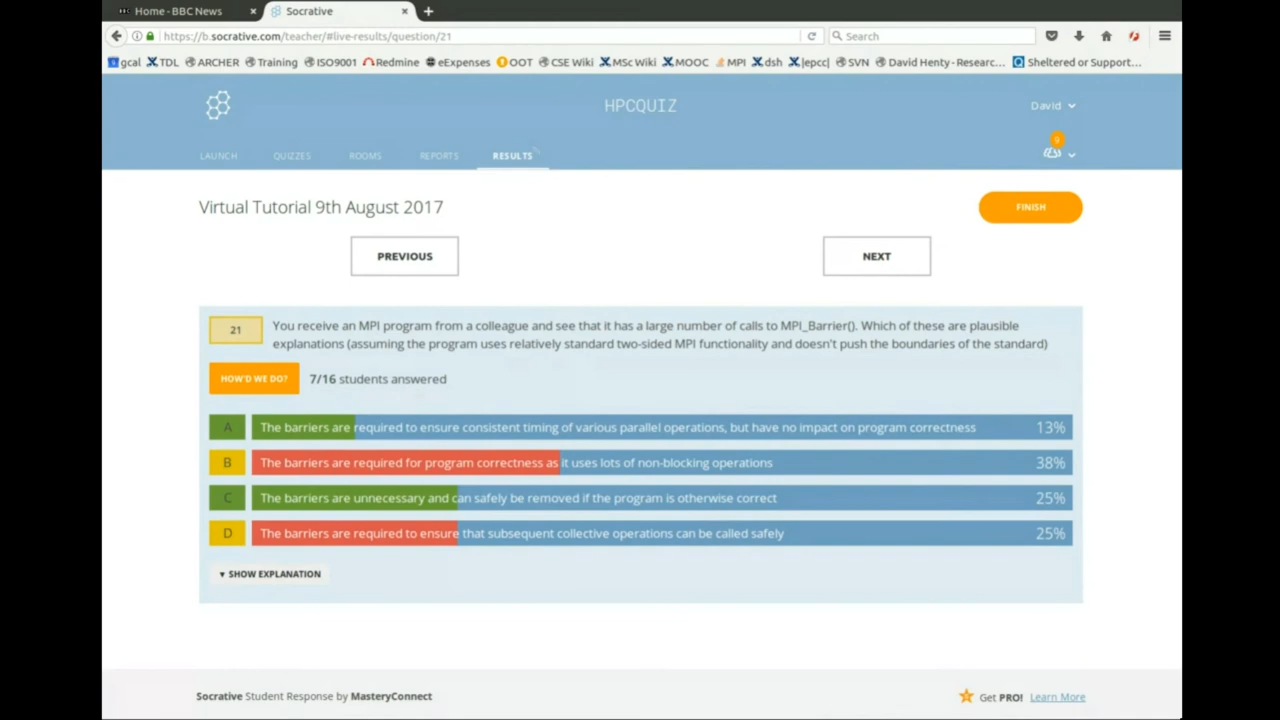 Home - BBC News
Socrative
https://b.socrative.com/teacher/#live-results/question/21
Search
gcal TDL ARCHER Training ISO9001 Redmine eExpenses OOT CSE Wiki MSc Wiki MOOC MPI dsh |epcc| SVN David Henty - Researc... Sheltered or Support...
HPCQUIZ
David
9
LAUNCH QUIZZES ROOMS REPORTS RESULTS
Virtual Tutorial 9th August 2017
FINISH
PREVIOUS
NEXT
21
You receive an MPI program from a colleague and see that it has a large number of calls to MPI_Barrier(). Which of these are plausible
explanations (assuming the program uses relatively standard two-sided MPI functionality and doesn't push the boundaries of the standard)
HOW'D WE DO? 7/16 students answered
A The barriers are required to ensure consistent timing of various parallel operations, but have no impact on program correctness 13%
B The barriers are required for program correctness as it uses lots of non-blocking operations 38%
C The barriers are unnecessary and can safely be removed if the program is otherwise correct 25%
D The barriers are required to ensure that subsequent collective operations can be called safely 25%
▼ SHOW EXPLANATION
Socrative Student Response by MasteryConnect
Get PRO! Learn More